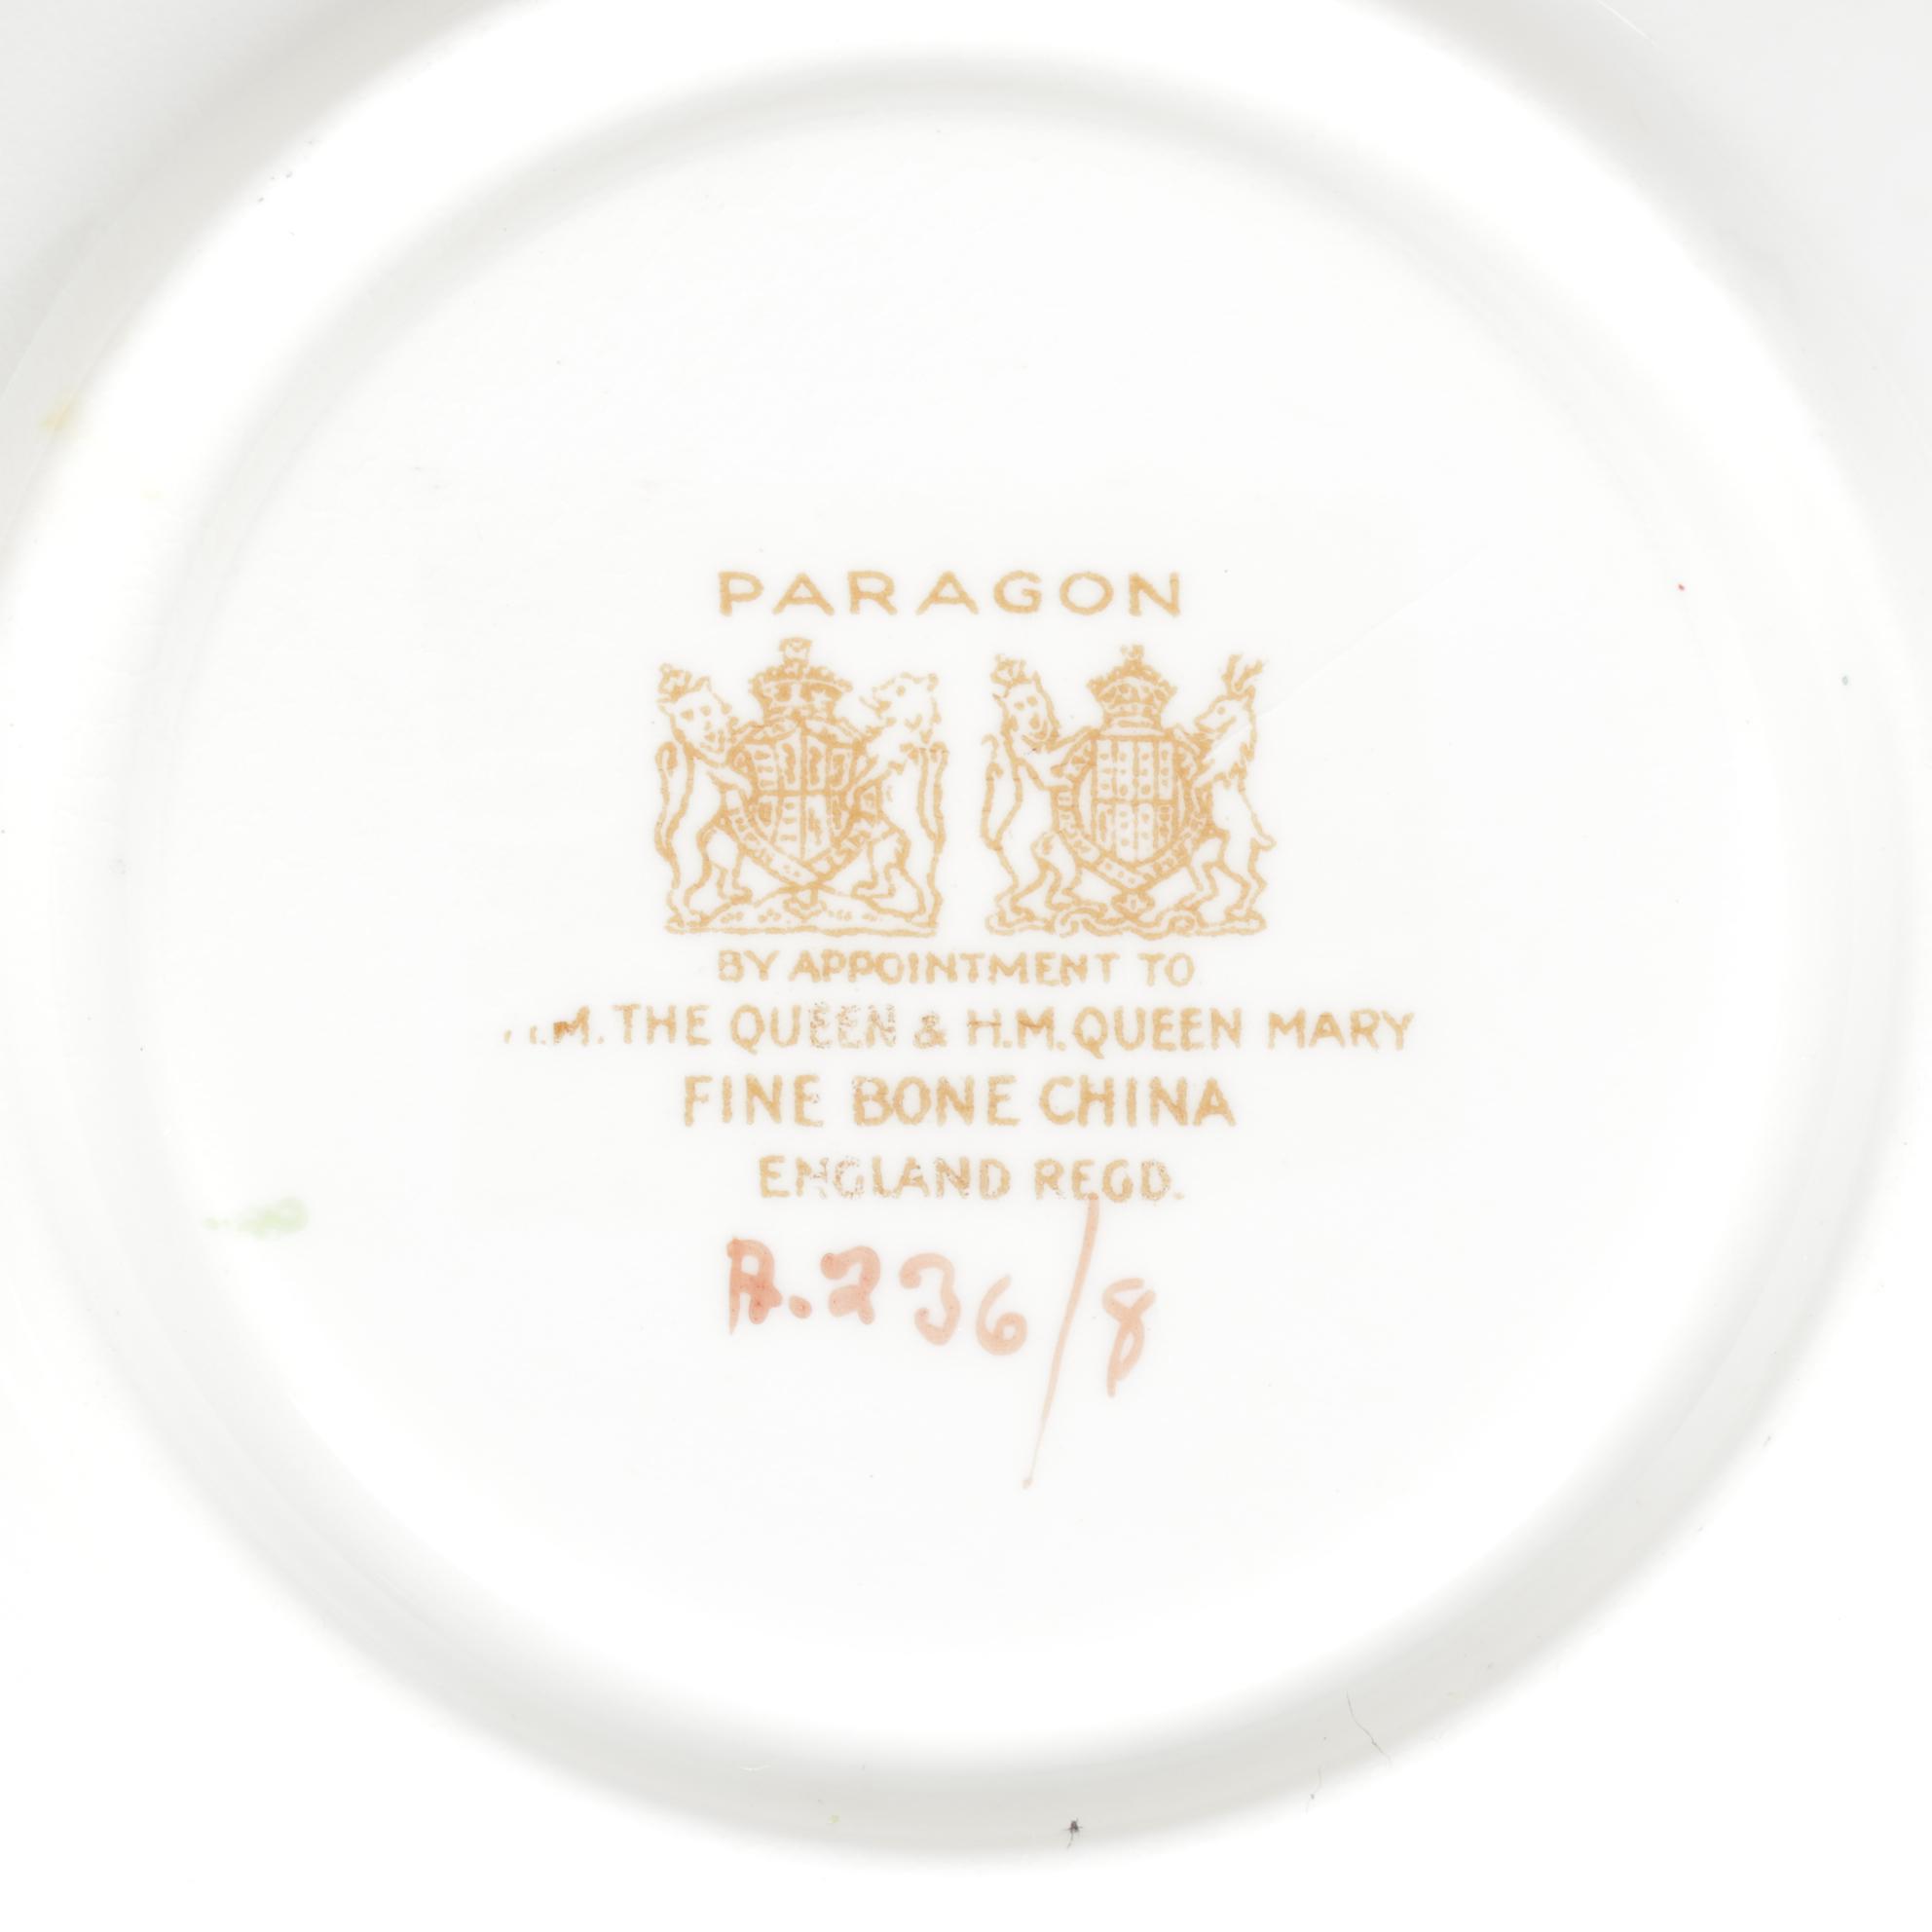 PARAGON
BY APPOINTMENT TO
H.M. THE QUEEN & H.M. QUEEN MARY
FINE BONE CHINA
ENGLAND REGD.
R.236/8